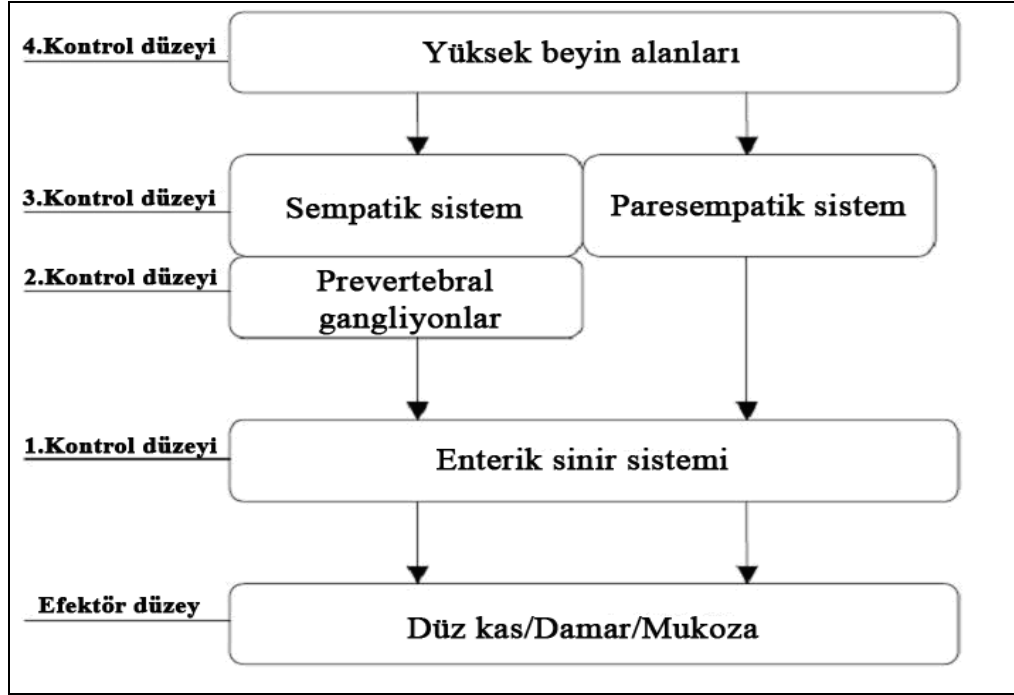 4.Kontrol düzeyi
Yüksek beyin alanları
3.Kontrol düzeyi
Sempatik sistem
Paresempatik sistem
2.Kontrol düzeyi
Prevertebral
gangliyonlar
1.Kontrol düzeyi
Enterik sinir sistemi
Efektör düzey
Düz kas/Damar/Mukoza